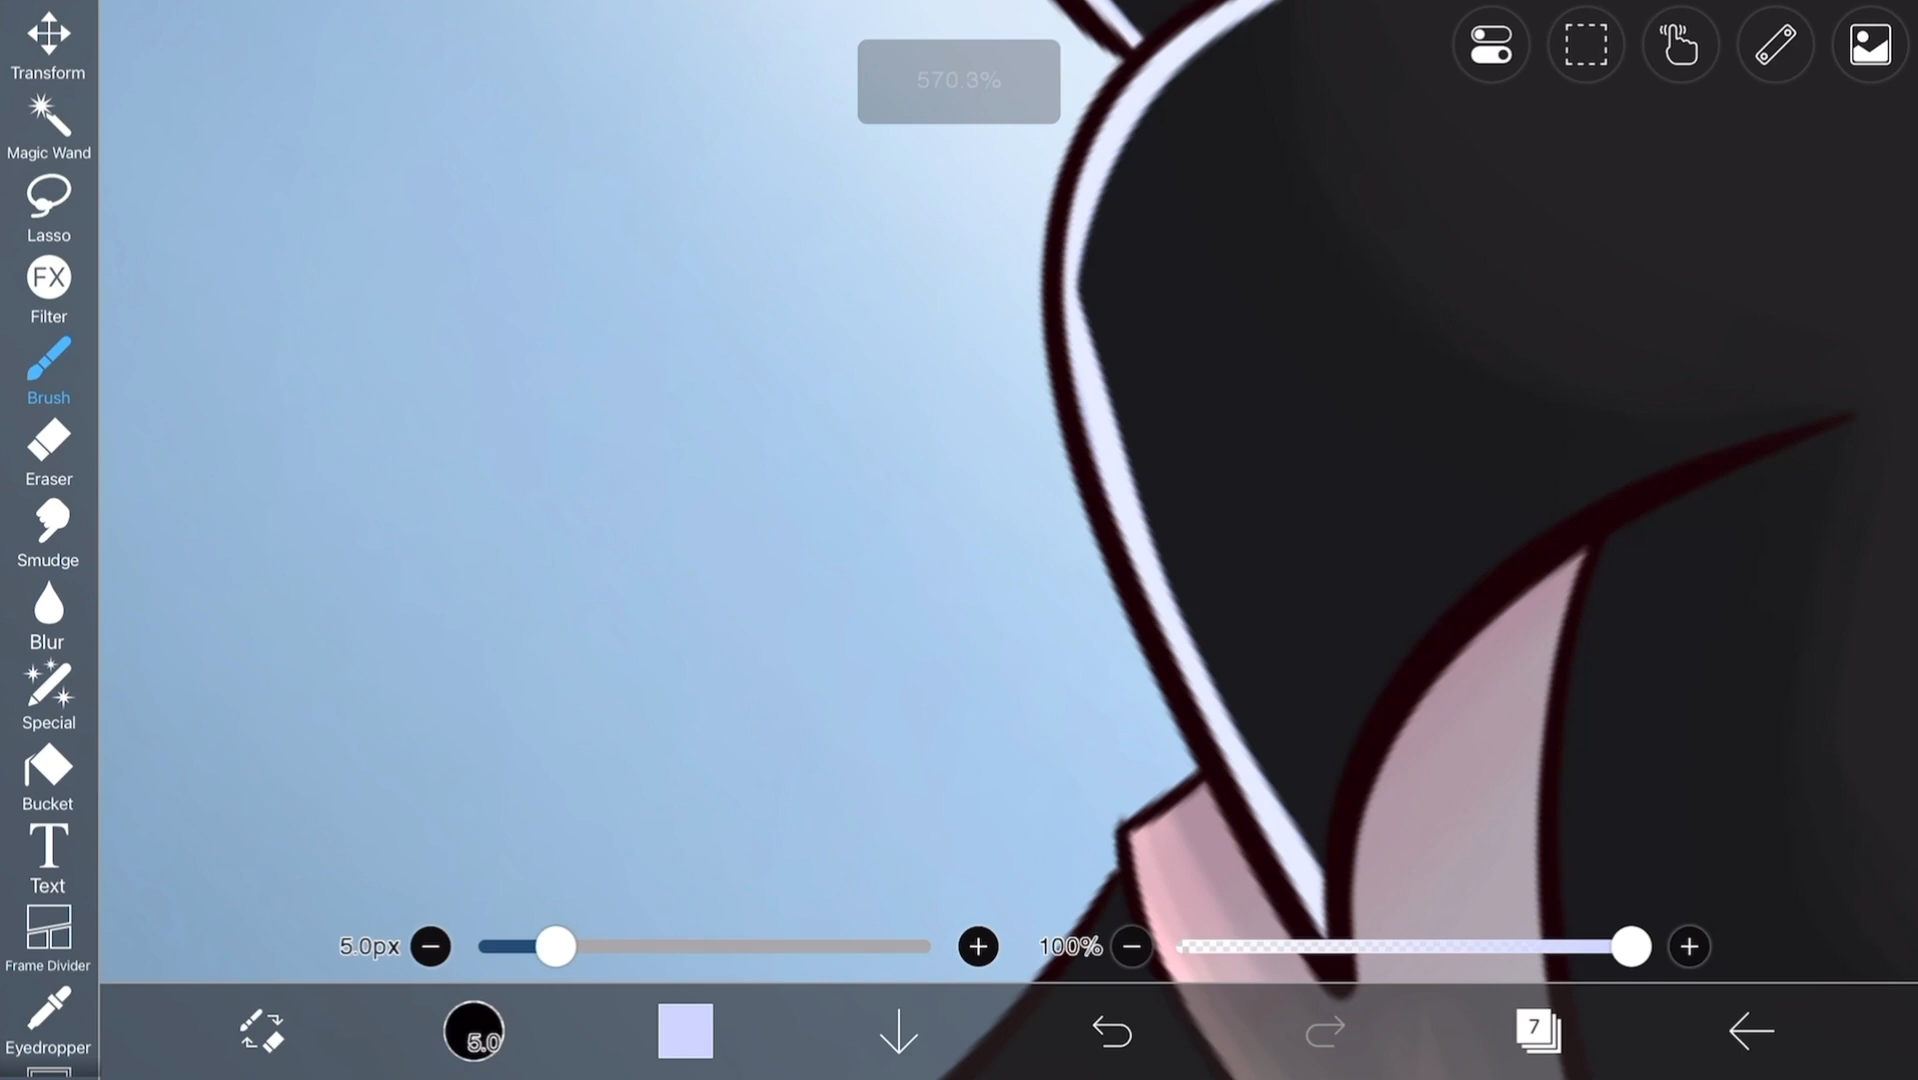 Transform
570.3%
Magic Wand
Lasso
FX
Filter
Brush
Eraser
Smudge
Blur
Special
Bucket
T
Text
Frame Divider
5.0px
100%
5.0
7
Eyedropper